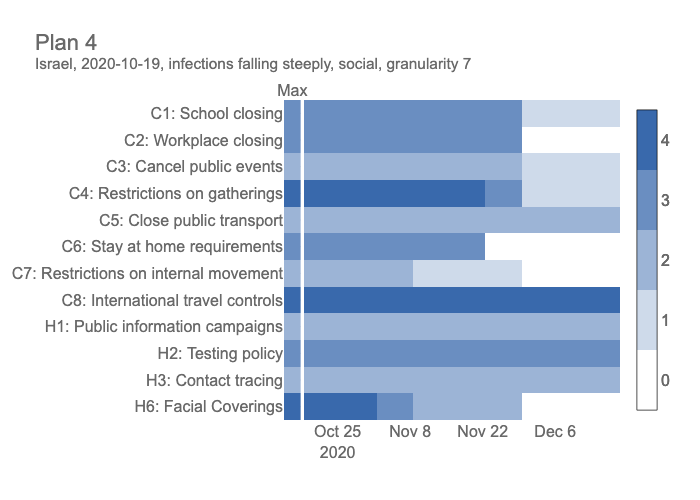 Plan 4
Israel, 2020-10-19, infections falling steeply, social, granularity 7
Max
C1: School closing
C2: Workplace closing
C3: Cancel public events
C4: Restrictions on gatherings
C5: Close public transport
C6: Stay at home requirements
C7: Restrictions on internal movement
C8: International travel controls
H1: Public information campaigns
H2: Testing policy
H3: Contact tracing
H6: Facial Coverings
Oct 25 Nov 8 Nov 22 Dec 6
2020
4
3
2
1
0